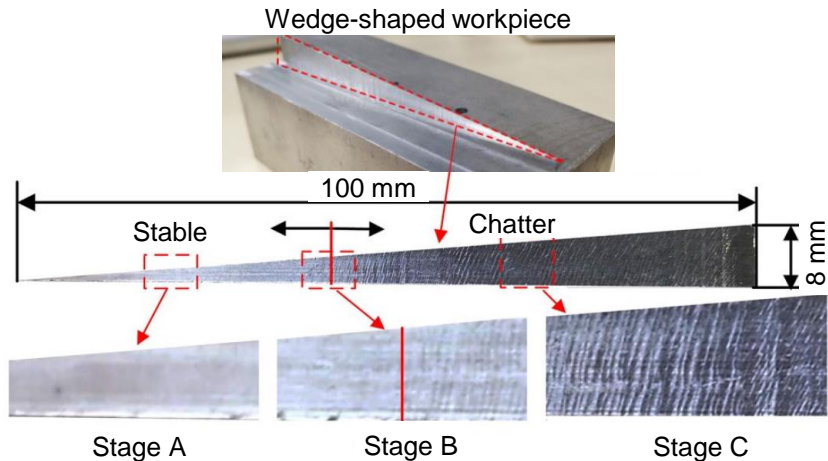 Wedge-shaped workpiece
100 mm
Stable
Chatter
8 mm
Stage A
Stage B
Stage C